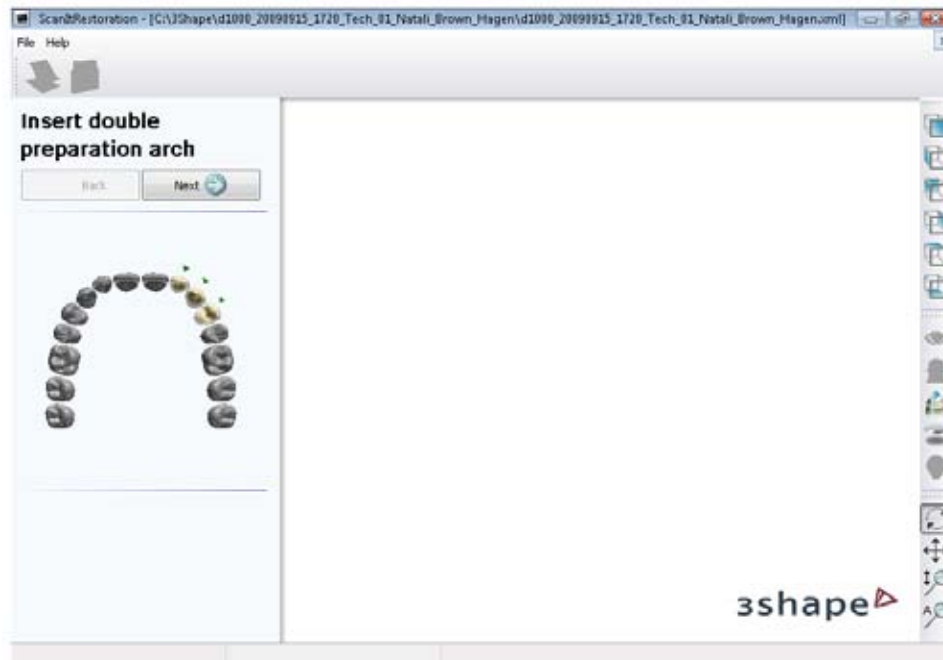 ScanItRestoration - [C:\3Shape\d1000_20090915_1720_Tech_01_Natali_Brown_Hagen\d1000_20090915_1720_Tech_01_Natali_Brown_Hagen.xml]
File Help
Insert double
preparation arch
Back Next
3shape